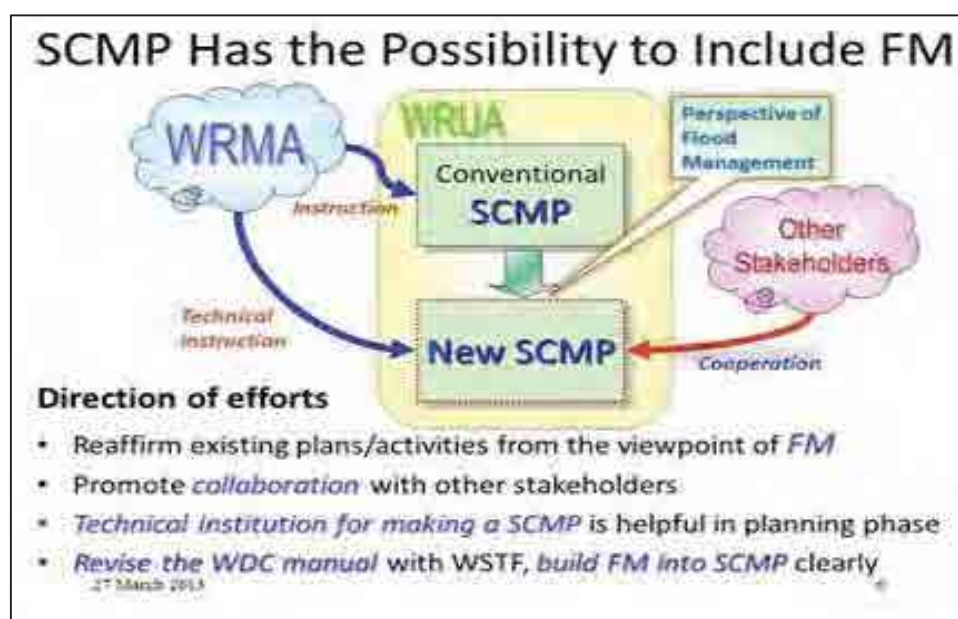 SCMP Has the Possibility to Include FM
WRMA
WRUA
Perspective of
Flood
Management
Conventional
SCMP
Instruction
Other
Stakeholders
Technical
Instruction
New SCMP
Cooperation
Direction of efforts
• Reaffirm existing plans/activities from the viewpoint of FM
• Promote collaboration with other stakeholders
• Technical Institution for making a SCMP is helpful in planning phase
• Revise the WDC manual with WSTF, build FM into SCMP clearly
27 March 2013